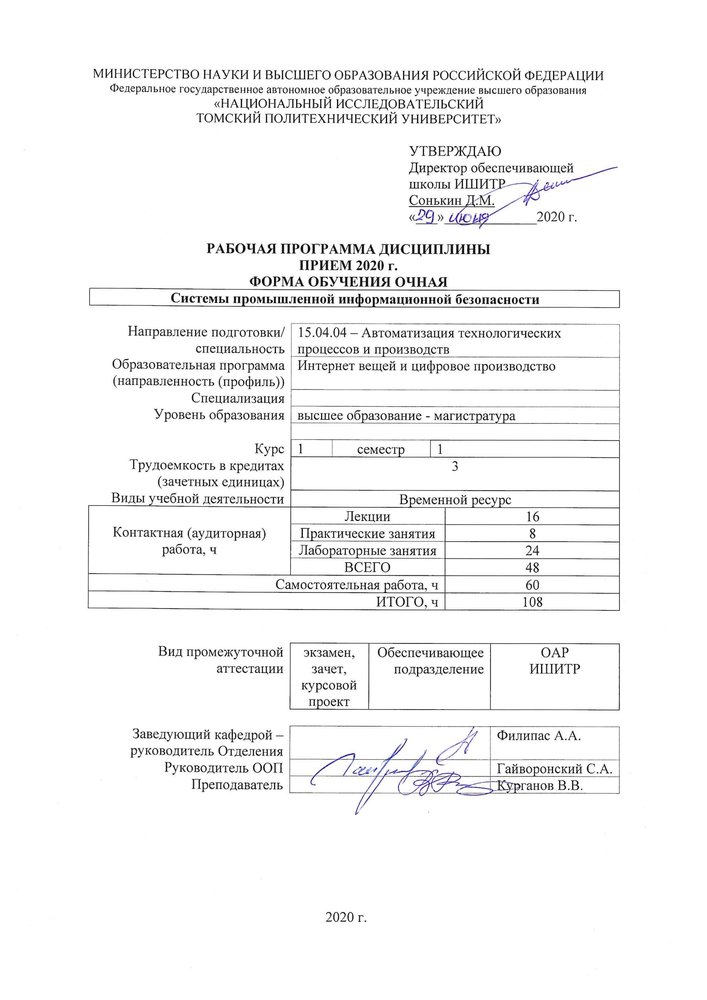 МИНИСТЕРСТВО НАУКИ И ВЫСШЕГО ОБРАЗОВАНИЯ РОССИЙСКОЙ ФЕДЕРАЦИИ
Федеральное государственное автономное образовательное учреждение высшего образования
«НАЦИОНАЛЬНЫЙ ИССЛЕДОВАТЕЛЬСКИЙ
ТОМСКИЙ ПОЛИТЕХНИЧЕСКИЙ УНИВЕРСИТЕТ»
УТВЕРЖДАЮ
Директор обеспечивающей
школы ИШИТР
Сонькин Д.М.
«29» июня 2020 г.
РАБОЧАЯ ПРОГРАММА ДИСЦИПЛИНЫ
ПРИЕМ 2020 г.
ФОРМА ОБУЧЕНИЯ ОЧНАЯ
Системы промышленной информационной безопасности
Направление подготовки/ 15.04.04 – Автоматизация технологических
специальность процессов и производств
Образовательная программа Интернет вещей и цифровое производство
(направленность (профиль))
Специализация
Уровень образования высшее образование - магистратура
Курс 1 семестр 1
Трудоемкость в кредитах 3
(зачетных единицах)
Виды учебной деятельности Временной ресурс
Лекции 16
Контактная (аудиторная) Практические занятия 8
работа, ч Лабораторные занятия 24
ВСЕГО 48
Самостоятельная работа, ч 60
ИТОГО, ч 108
Вид промежуточной экзамен, Обеспечивающее ОАР
аттестации зачет, подразделение ИШИТР
курсовой
проект
Заведующий кафедрой – Филипас А.А.
руководитель Отделения
Руководитель ООП Гайворонский С.А.
Преподаватель Курганов В.В.
2020 г.